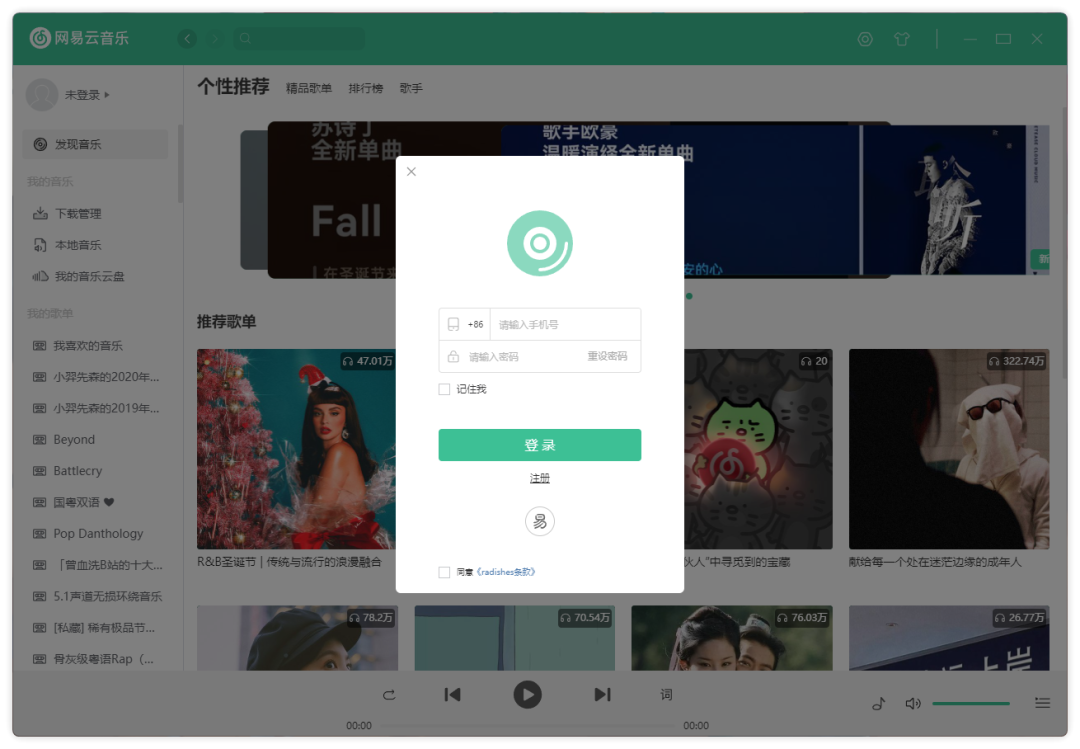 网易云音乐
未登录
发现音乐
我的音乐
下载管理
本地音乐
我的音乐云盘
我的歌单
我喜欢的音乐
小羿先森的2020年...
小羿先森的2019年...
Beyond
Battlecry
国粤双语 ❤
Pop Danthology
「曾血洗B站的十大...
5.1声道无损环绕音乐
[私藏] 稀有极品节...
骨灰级粤语Rap（...
个性推荐 精品歌单 排行榜 歌手
苏诗丁
全新单曲
Fall
在圣诞节来
歌手欧豪
温暖演绎全新单曲
安的心
新
推荐歌单
47.01万
20
322.74万
R&B圣诞节 | 传统与流行的浪漫融合
伙人"中寻觅到的宝藏
献给每一个处在迷茫边缘的成年人
78.2万
70.54万
76.03万
26.77万
+86 请输入手机号
请输入密码 重设密码
记住我
登 录
注册
易
同意《radishes条款》
词
00:00
00:00